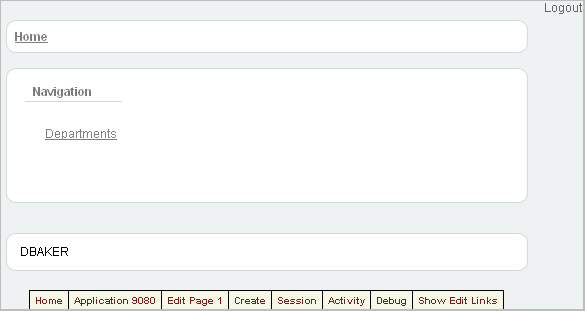 Logout
Home
Navigation
Departments
DBAKER
Home Application 9080 Edit Page 1 Create Session Activity Debug Show Edit Links